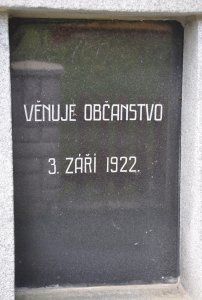 VĚNUJE OBČANSTVO
3. ZÁŘÍ 1922.